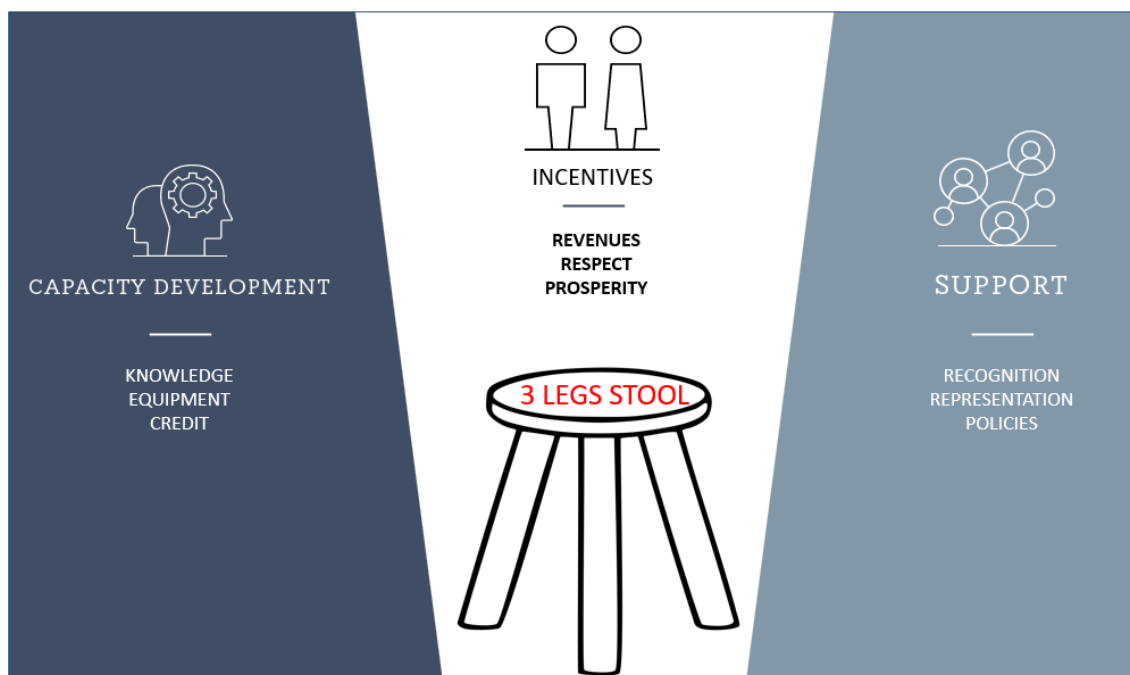 CAPACITY DEVELOPMENT
KNOWLEDGE
EQUIPMENT
CREDIT
INCENTIVES
REVENUES
RESPECT
PROSPERITY
3 LEGS STOOL
SUPPORT
RECOGNITION
REPRESENTATION
POLICIES